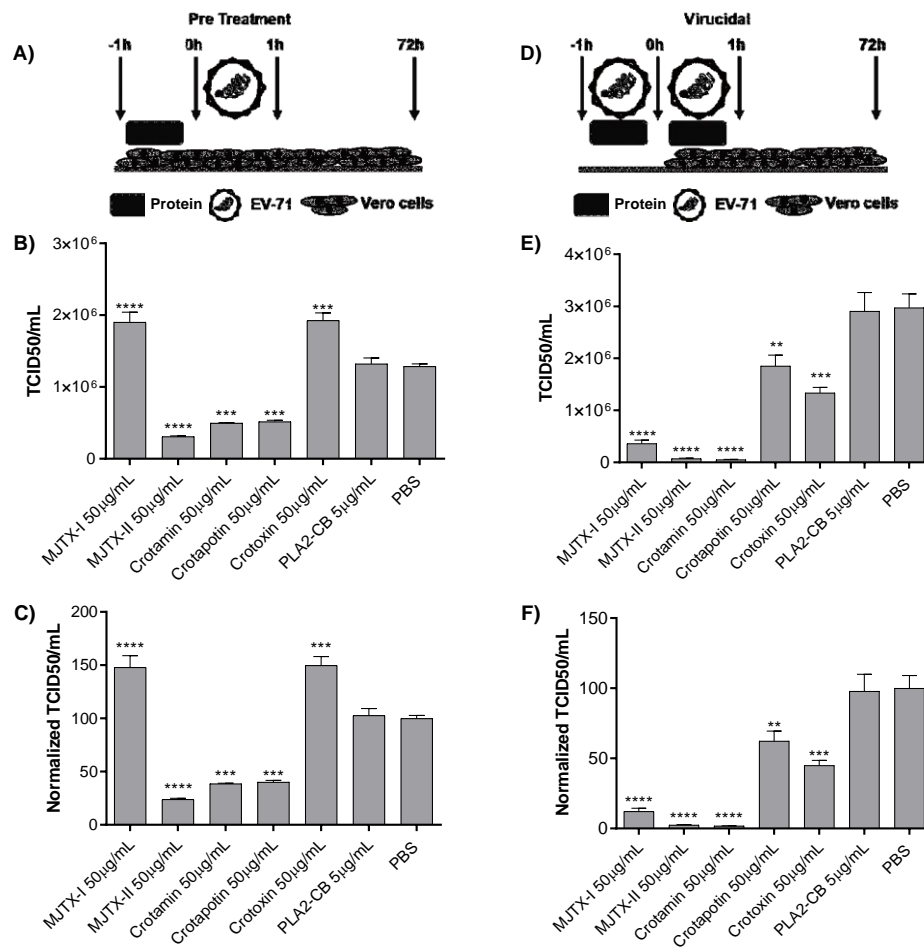 Pre Treatment
A)
-1h 0h 1h 72h
Protein EV-71 Vero cells
B)
TCID50/mL
3×10⁶
2×10⁶
1×10⁶
0
**** **** *** *** ***
MJTX-I 50µg/mL
MJTX-II 50µg/mL
Crotamin 50µg/mL
Crotapotin 50µg/mL
Crotoxin 50µg/mL
PLA2-CB 5µg/mL
PBS
C)
Normalized TCID50/mL
200
150
100
50
0
**** **** *** *** ***
MJTX-I 50µg/mL
MJTX-II 50µg/mL
Crotamin 50µg/mL
Crotapotin 50µg/mL
Crotoxin 50µg/mL
PLA2-CB 5µg/mL
PBS
Virucidal
D)
-1h 0h 1h 72h
Protein EV-71 Vero cells
E)
TCID50/mL
4×10⁶
3×10⁶
2×10⁶
1×10⁶
0
**** **** **** ** ***
MJTX-I 50µg/mL
MJTX-II 50µg/mL
Crotamin 50µg/mL
Crotapotin 50µg/mL
Crotoxin 50µg/mL
PLA2-CB 5µg/mL
PBS
F)
Normalized TCID50/mL
150
100
50
0
**** **** **** ** ***
MJTX-I 50µg/mL
MJTX-II 50µg/mL
Crotamin 50µg/mL
Crotapotin 50µg/mL
Crotoxin 50µg/mL
PLA2-CB 5µg/mL
PBS